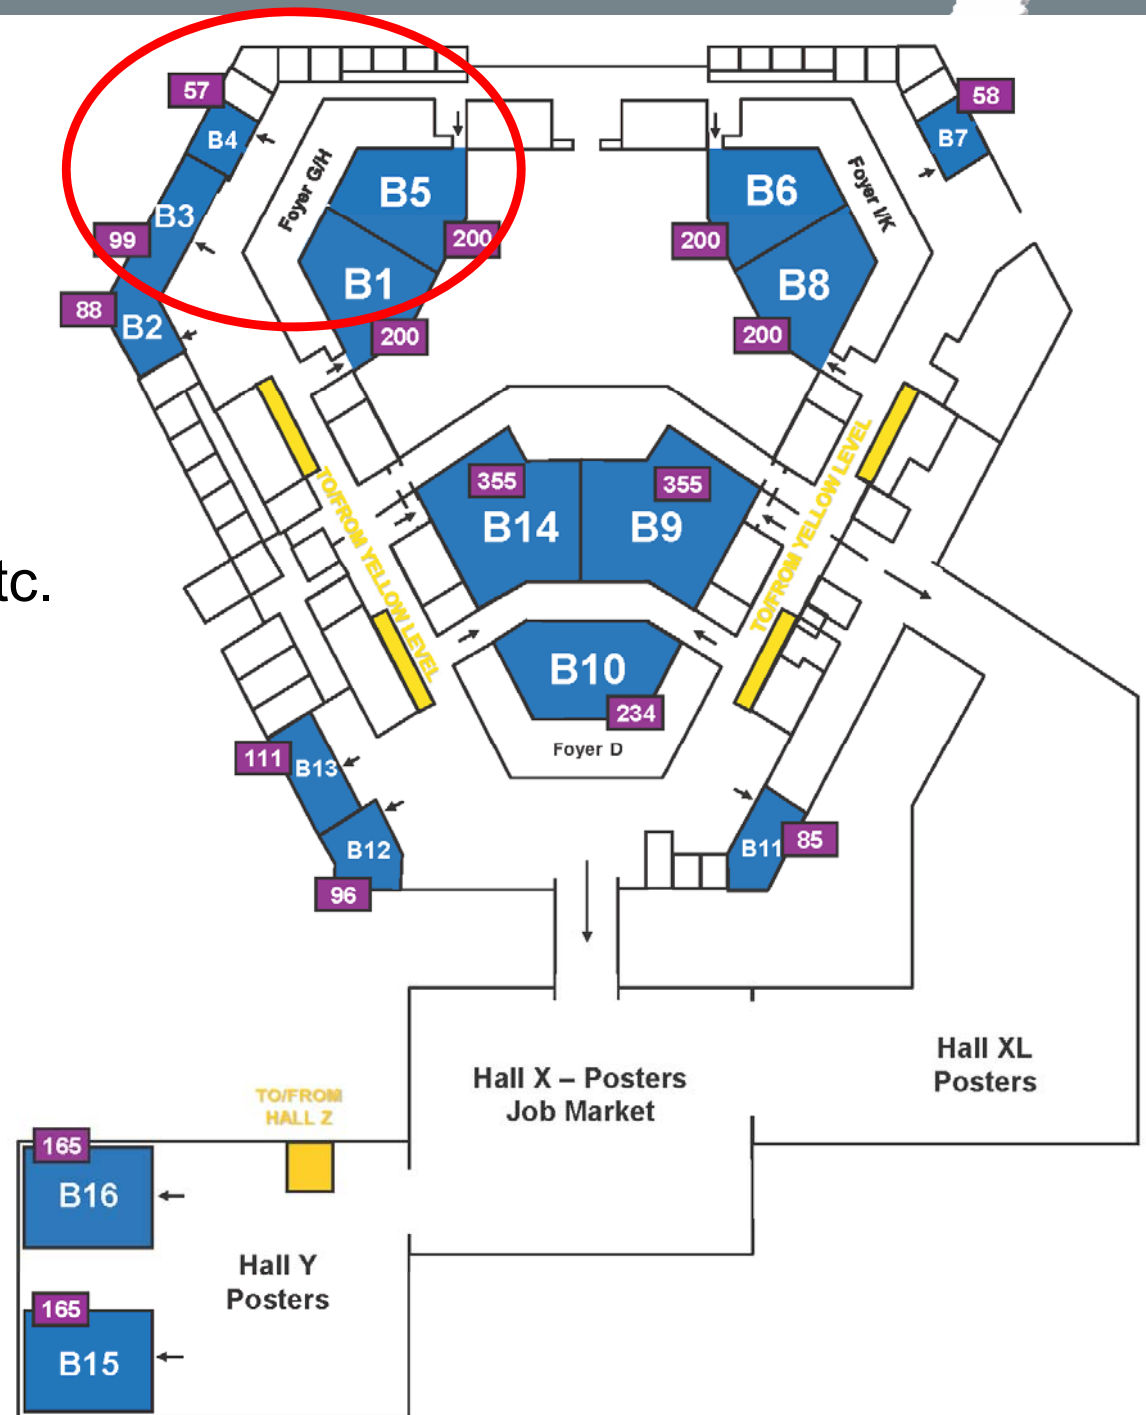 57
58
B4
B7
Foyer G/H
B5
B6
Foyer I/K
B3
99
200
200
88
B2
B1
B8
200
200
355
355
B14
B9
TO/FROM YELLOW LEVEL
TO/FROM YELLOW LEVEL
tc.
B10
234
Foyer D
111
B13
B12
96
B11
85
Hall X – Posters
Job Market
Hall XL
Posters
TO/FROM
HALL Z
165
B16
Hall Y
Posters
165
B15